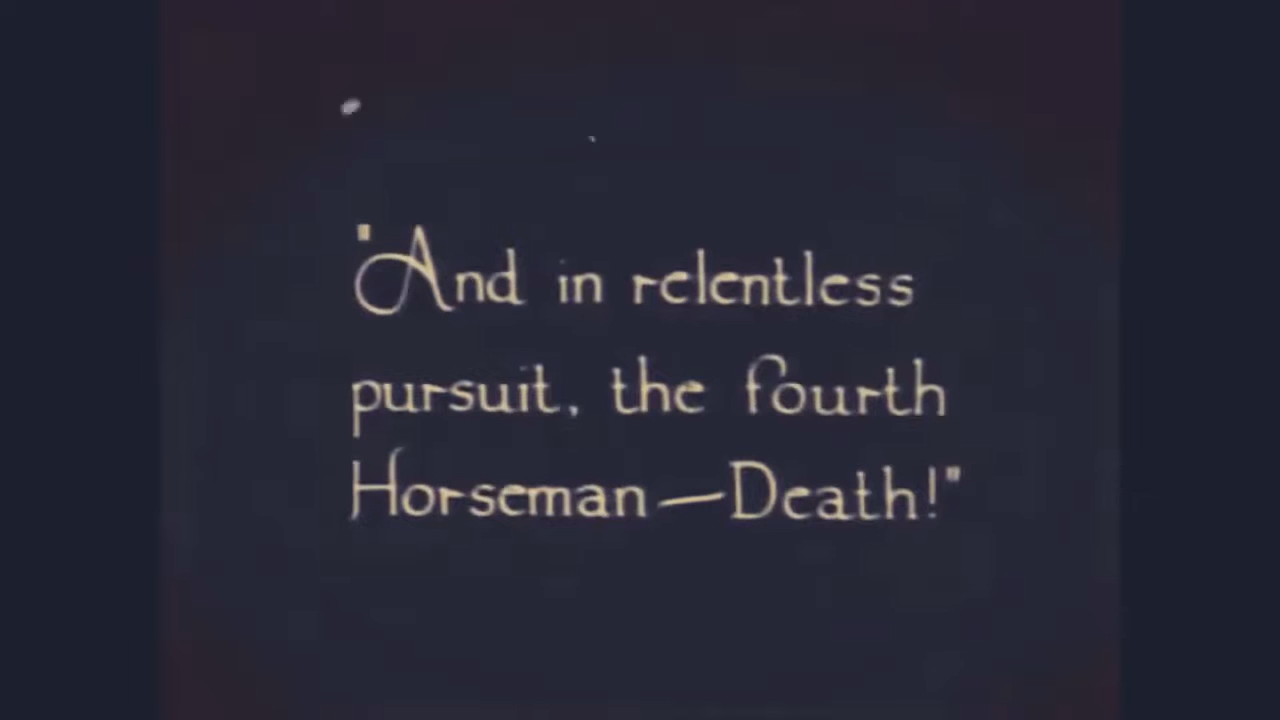 "And in relentless
pursuit, the fourth
Horseman—Death!"